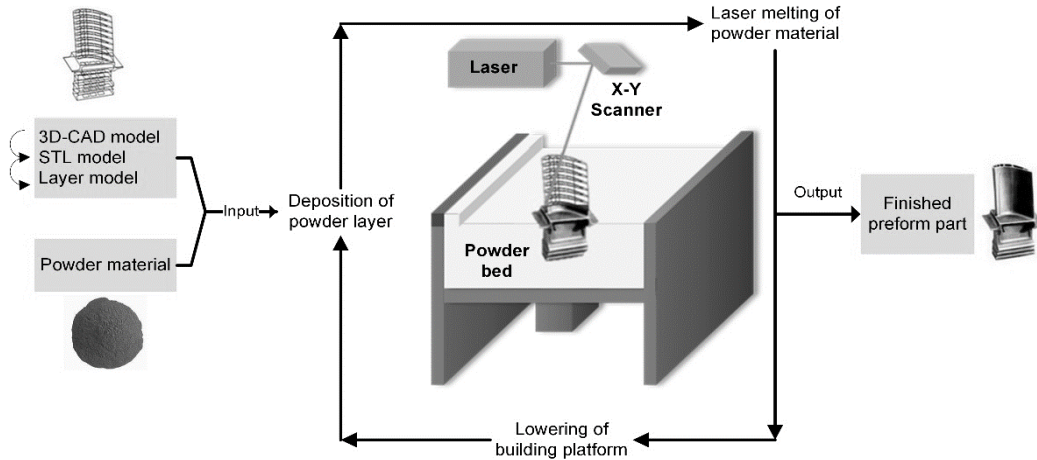 3D-CAD model
STL model
Layer model
Powder material
Input
Deposition of
powder layer
Laser
X-Y
Scanner
Powder
bed
Laser melting of
powder material
Lowering of
building platform
Output
Finished
preform part